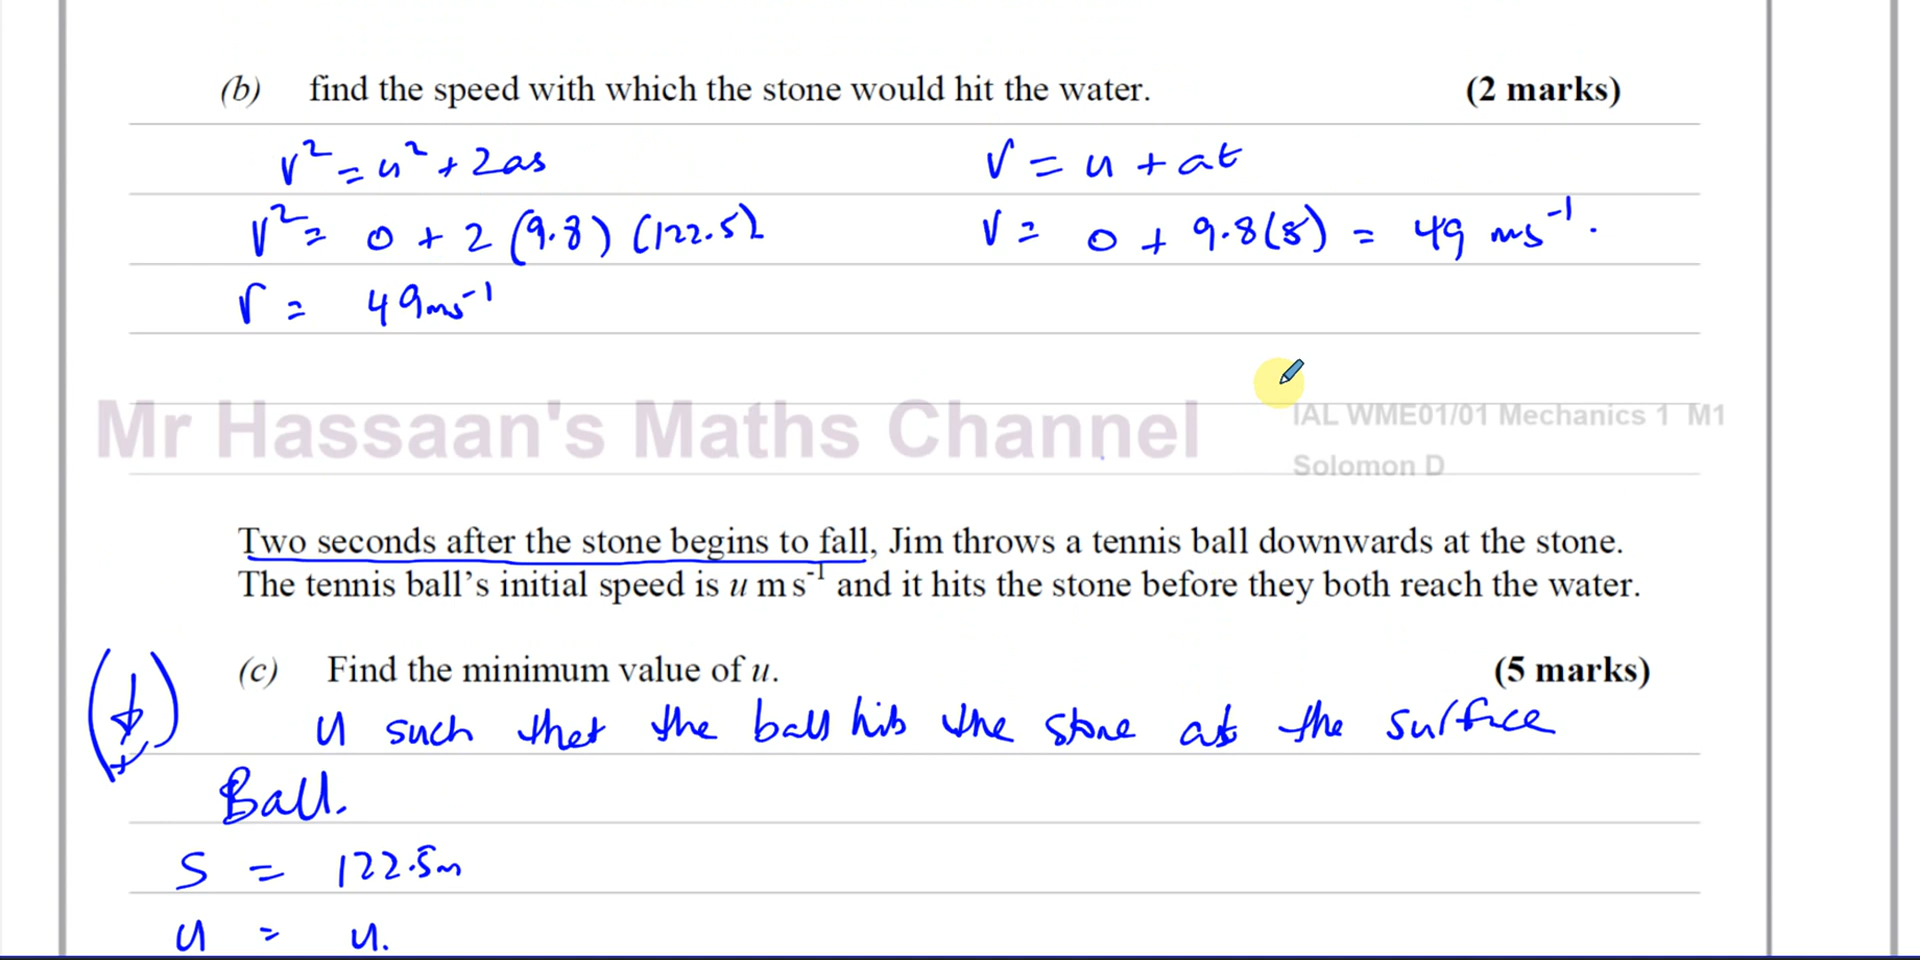 (b) find the speed with which the stone would hit the water. (2 marks)
v² = u² + 2as v = u + at
v² = 0 + 2 (9.8) (122.5) v = 0 + 9.8(5) = 49 ms⁻¹.
v = 49ms⁻¹
Mr Hassaan's Maths Channel
IAL WME01/01 Mechanics 1 M1
Solomon D
Two seconds after the stone begins to fall, Jim throws a tennis ball downwards at the stone.
The tennis ball's initial speed is u m s⁻¹ and it hits the stone before they both reach the water.
(c) Find the minimum value of u. (5 marks)
u such that the ball hits the stone at the surface
Ball.
s = 122.5m
u = u.